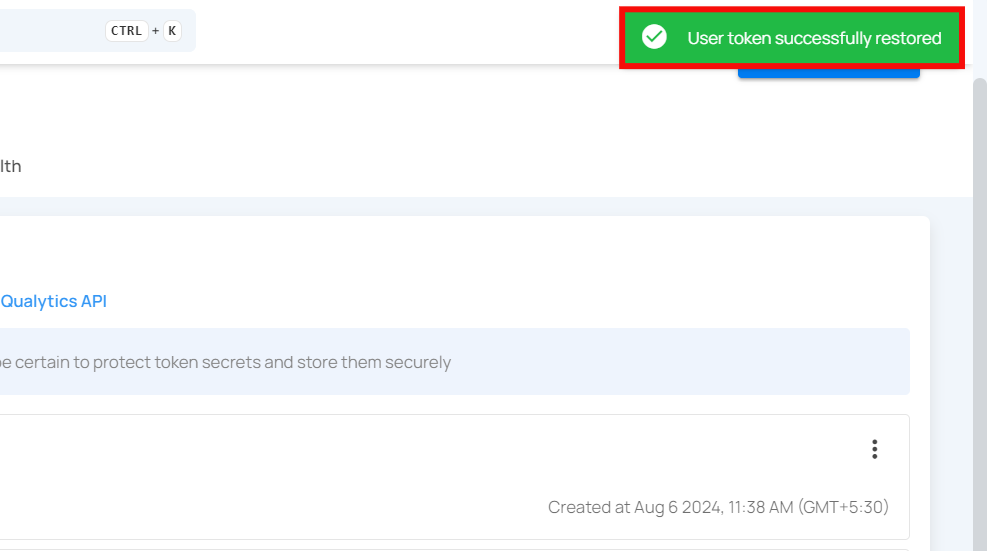 CTRL + K
User token successfully restored
lth
Qualytics API
be certain to protect token secrets and store them securely
Created at Aug 6 2024, 11:38 AM (GMT+5:30)